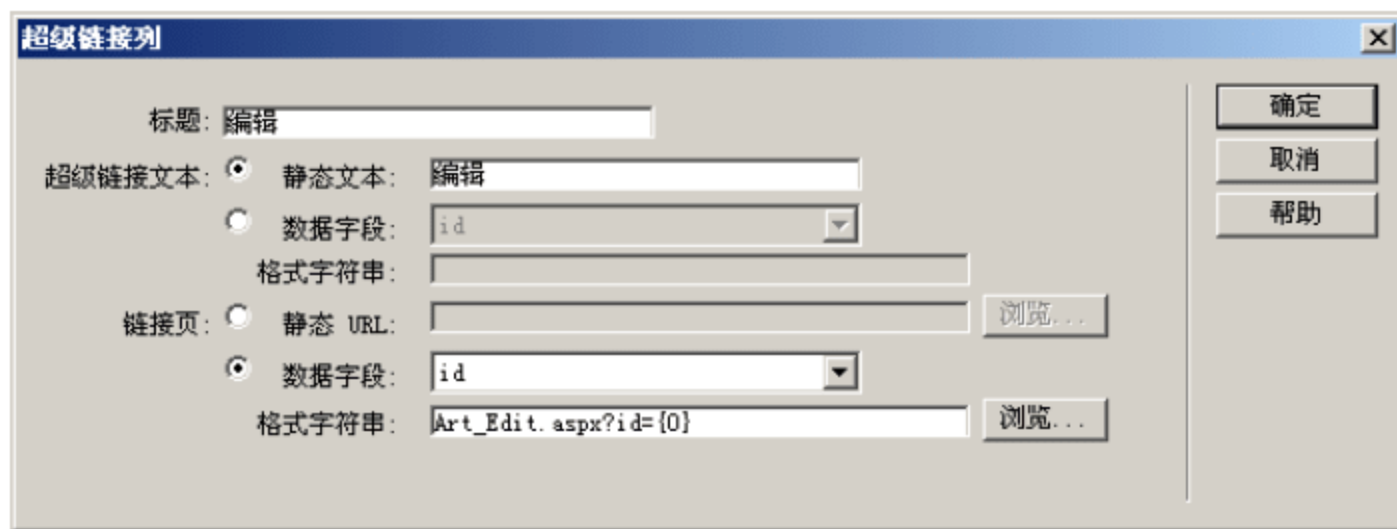 超级链接列
标题: 编辑
确定
超级链接文本: 静态文本: 编辑
取消
数据字段: id
帮助
格式字符串:
链接页: 静态 URL: 浏览...
数据字段: id
格式字符串: Art_Edit.aspx?id={0} 浏览...